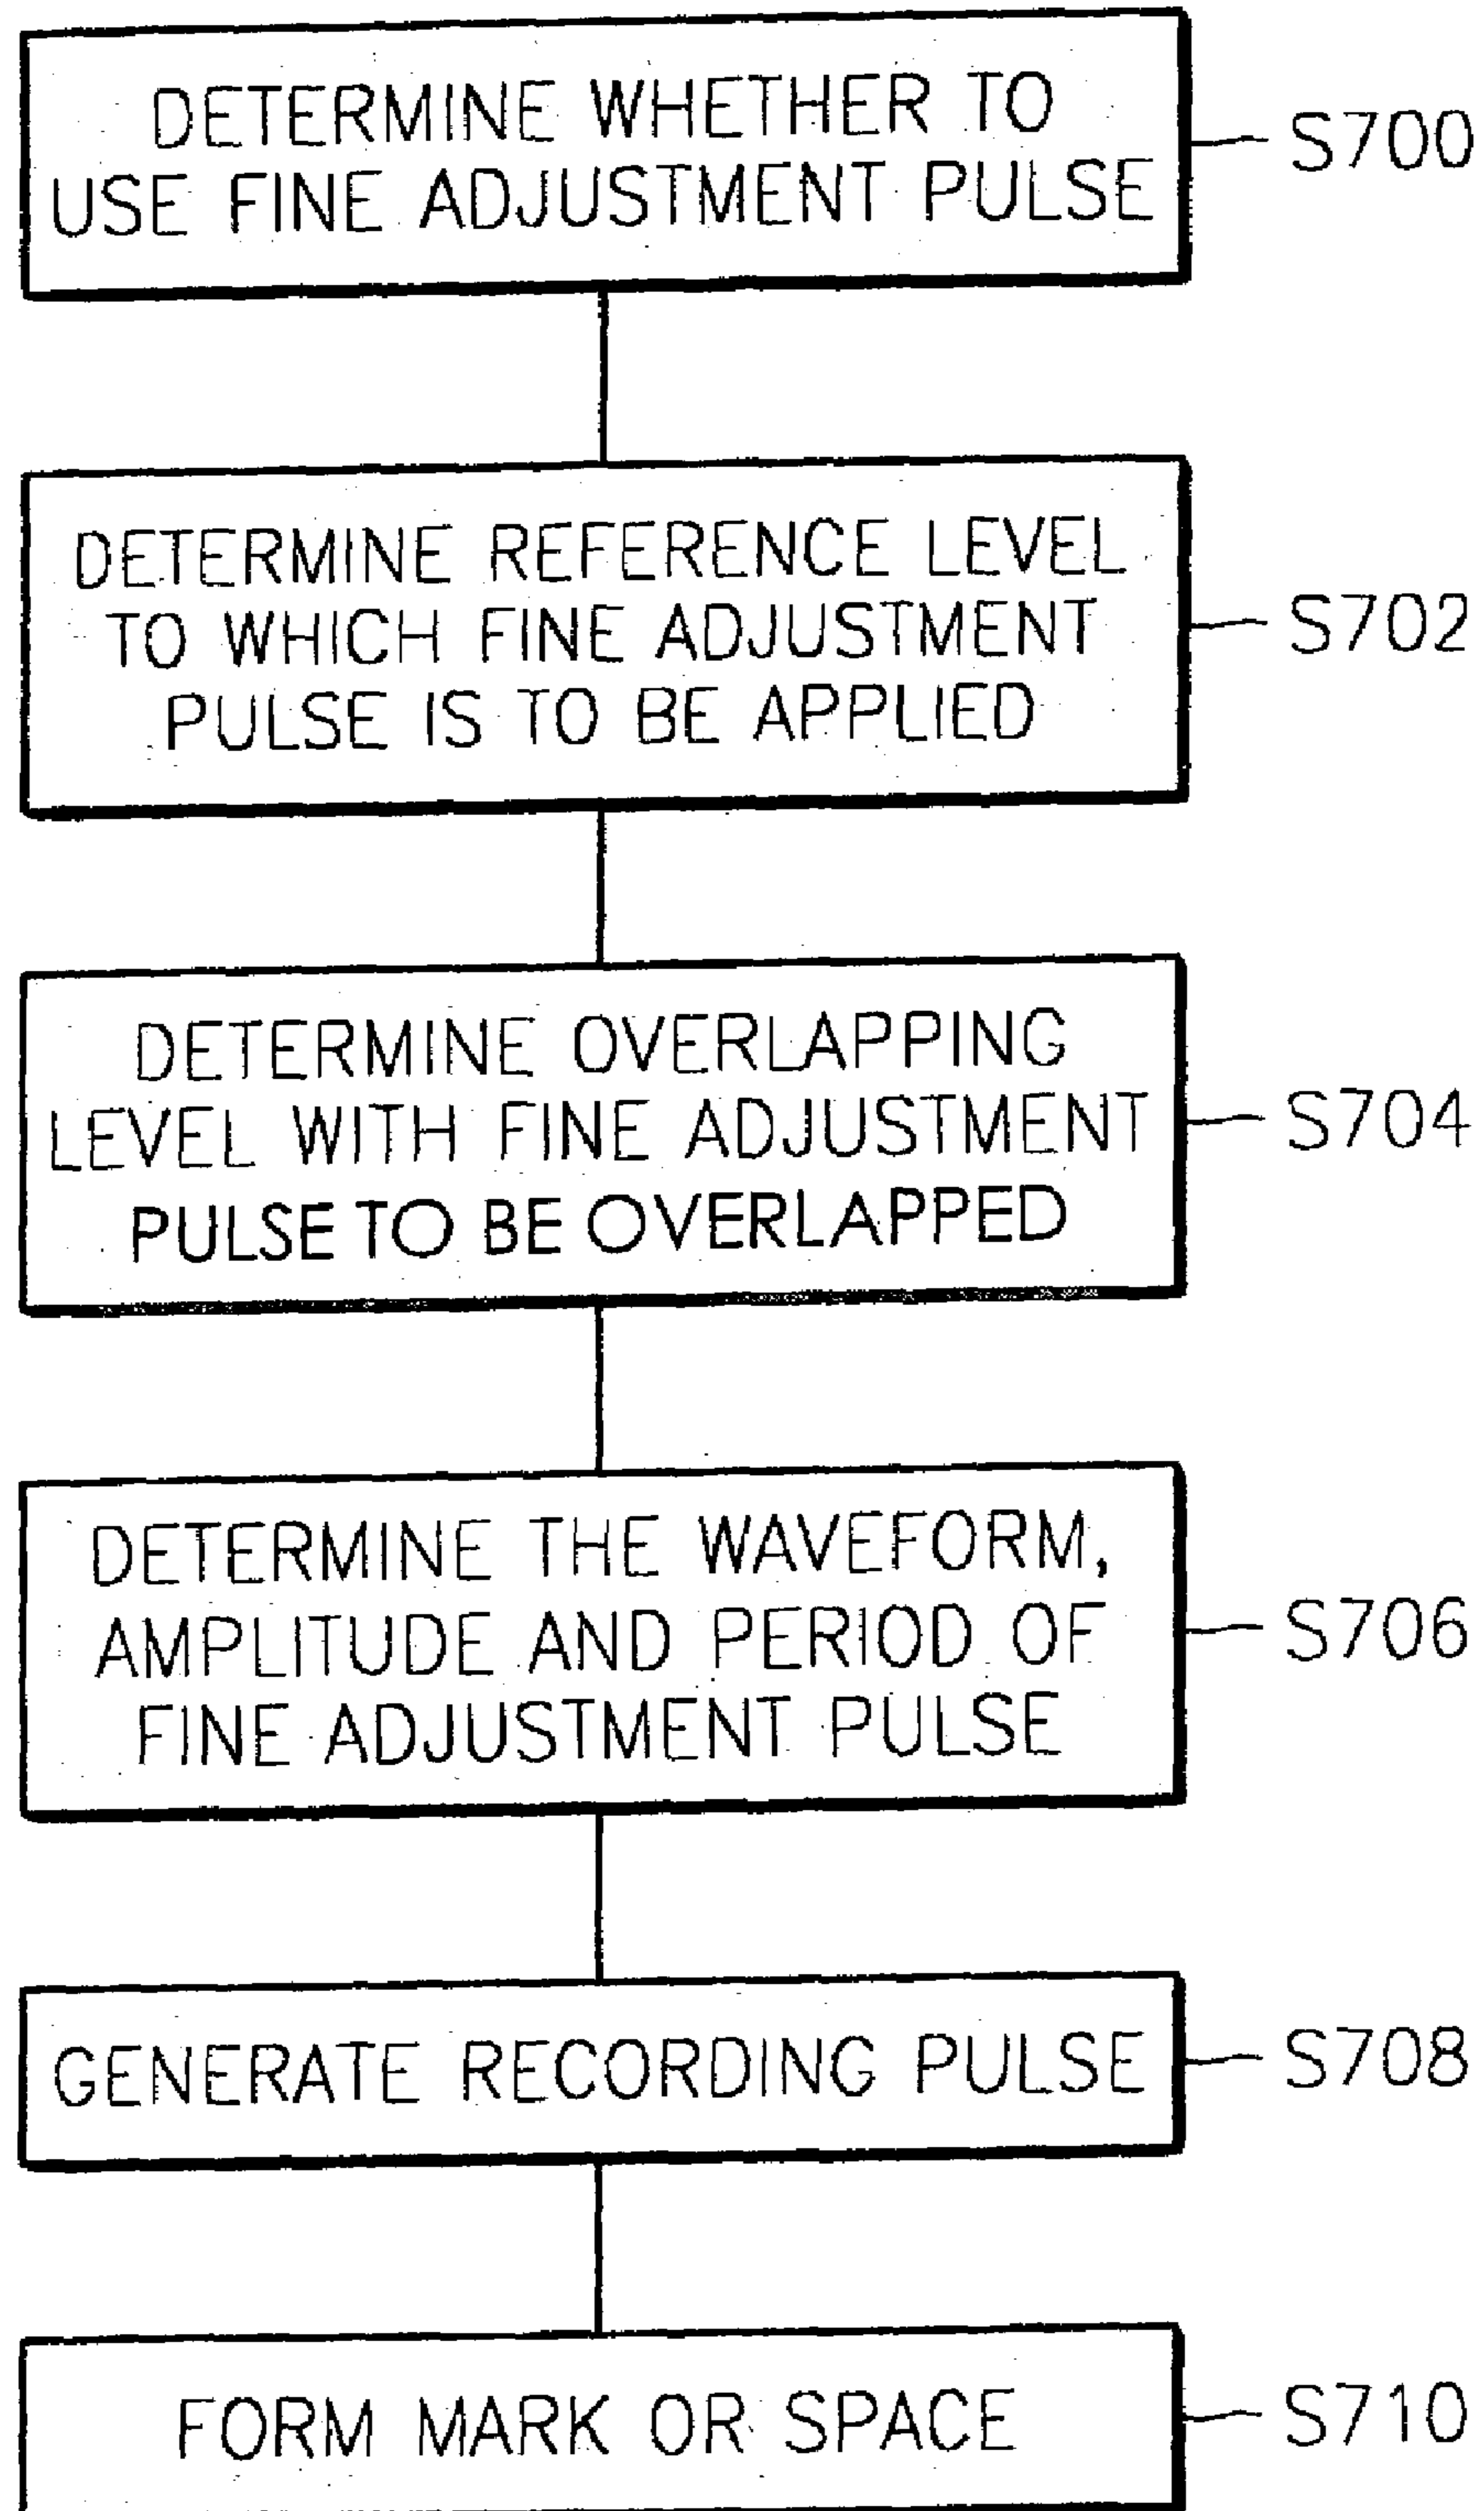 DETERMINE WHETHER TO
USE FINE ADJUSTMENT PULSE
S700
DETERMINE REFERENCE LEVEL
TO WHICH FINE ADJUSTMENT
PULSE IS TO BE APPLIED
S702
DETERMINE OVERLAPPING
LEVEL WITH FINE ADJUSTMENT
PULSE TO BE OVERLAPPED
S704
DETERMINE THE WAVEFORM,
AMPLITUDE AND PERIOD OF
FINE ADJUSTMENT PULSE
S706
GENERATE RECORDING PULSE
S708
FORM MARK OR SPACE
S710